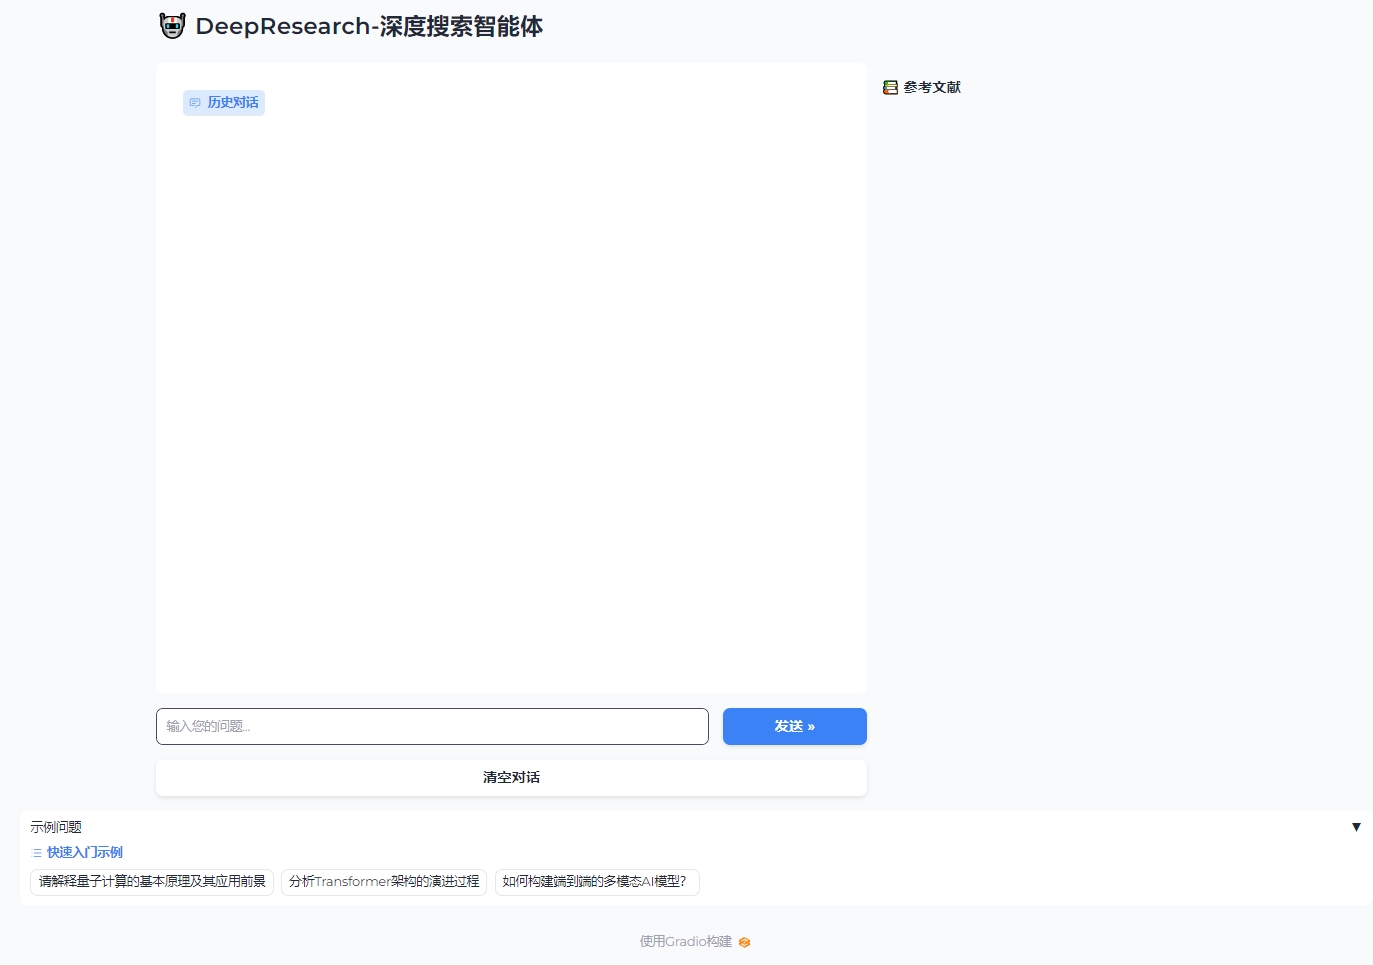 DeepResearch-深度搜索智能体
历史对话
参考文献
输入您的问题...
发送 »
清空对话
示例问题
▼
快速入门示例
请解释量子计算的基本原理及其应用前景
分析Transformer架构的演进过程
如何构建端到端的多模态AI模型？
使用Gradio构建